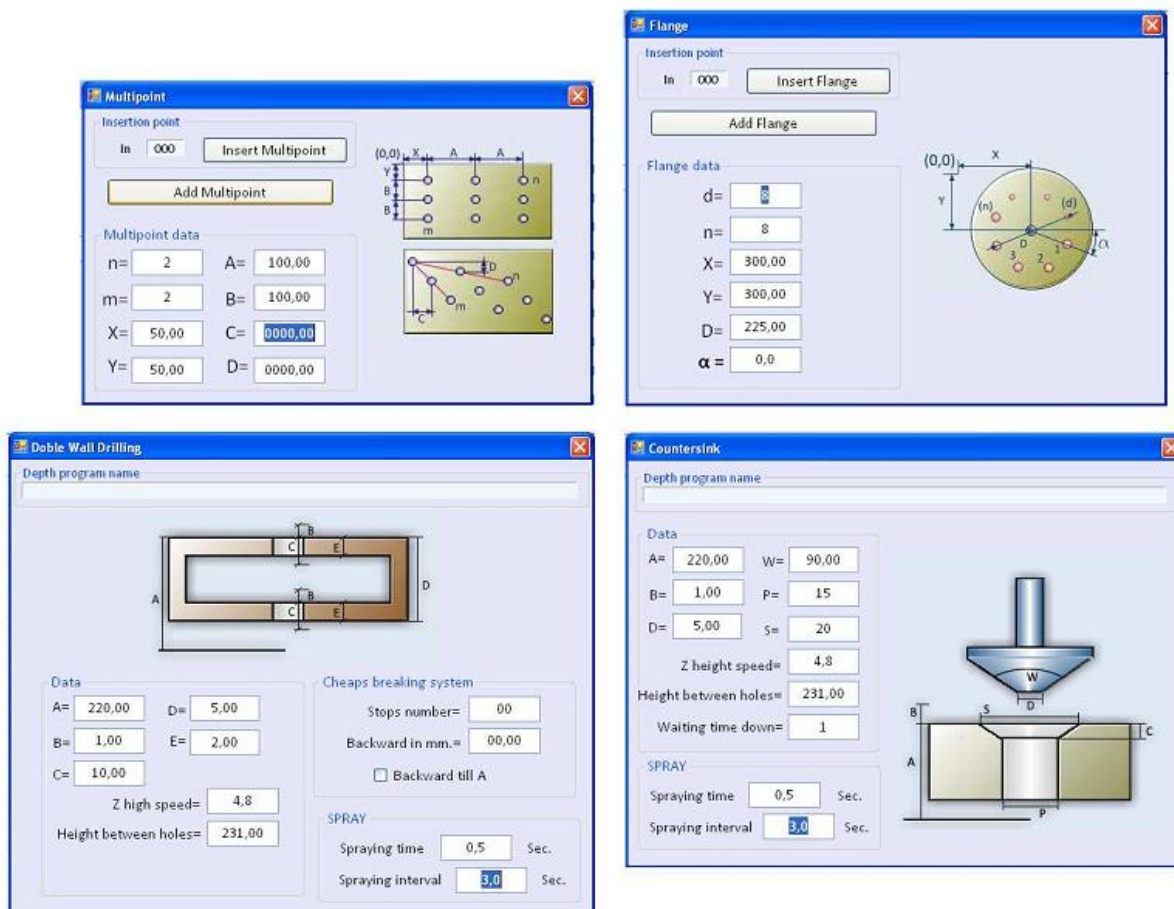 Multipoint
Insertion point
In 000 Insert Multipoint
Add Multipoint
Multipoint data
n= 2 A= 100,00
m= 2 B= 100,00
X= 50,00 C= 0000,00
Y= 50,00 D= 0000,00
(0,0) X A A
Y
B
B
n
m
D
n
m
C
Flange
Insertion point
In 000 Insert Flange
Add Flange
Flange data
d= 8
n= 8
X= 300,00
Y= 300,00
D= 225,00
α = 0,0
(0,0) X
Y
(n) (d)
D
1 α
3 2
Doble Wall Drilling
Depth program name
B
C E
A D
B
C E
Data
A= 220,00 D= 5,00
B= 1,00 E= 2,00
C= 10,00
Z high speed= 4,8
Height between holes= 231,00
Cheaps breaking system
Stops number= 00
Backward in mm.= 00,00
Backward till A
SPRAY
Spraying time 0,5 Sec.
Spraying interval 3,0 Sec.
Countersink
Depth program name
Data
A= 220,00 W= 90,00
B= 1,00 P= 15
D= 5,00 S= 20
Z height speed= 4,8
Height between holes= 231,00
Waiting time down= 1
SPRAY
Spraying time 0,5 Sec.
Spraying interval 3,0 Sec.
W
D
B S
C
A
P